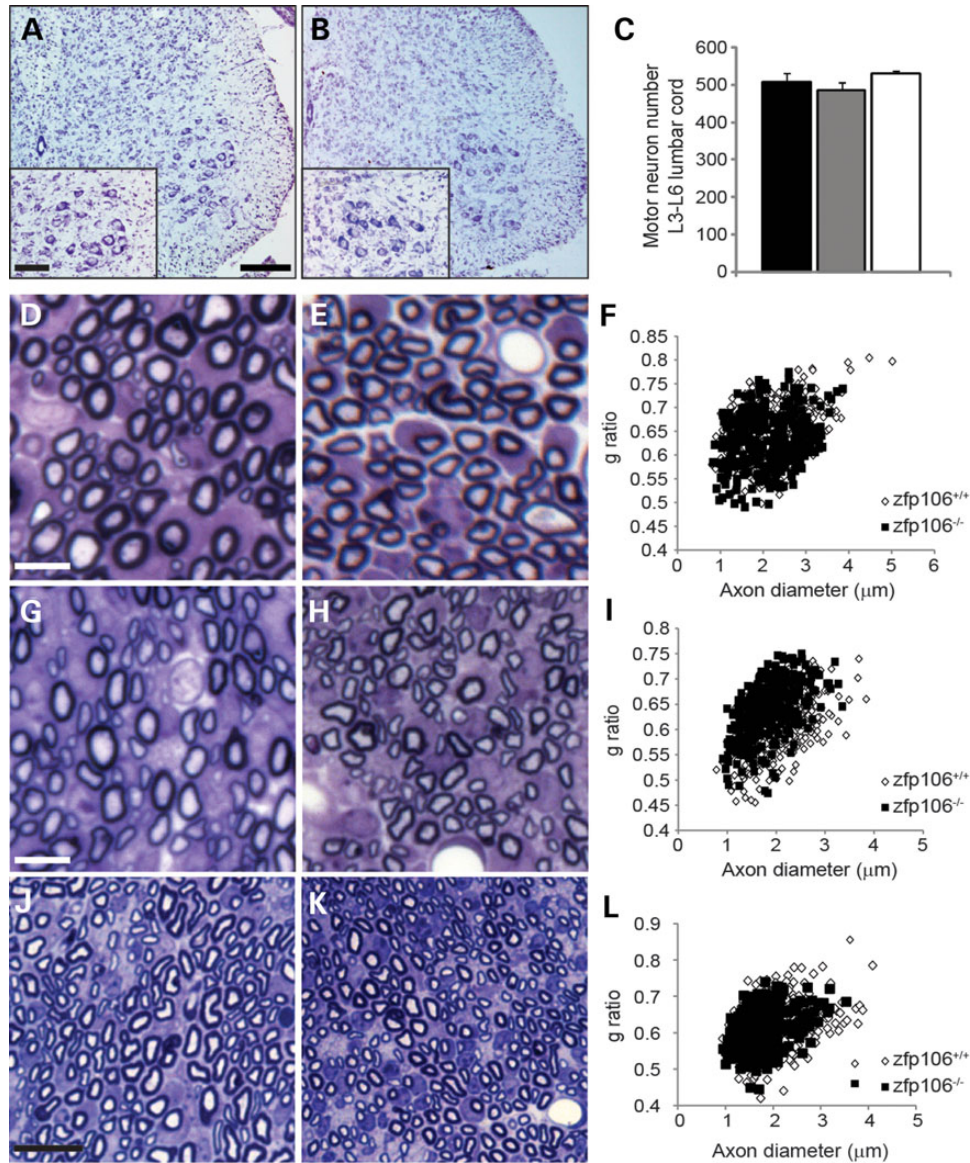 A
B
C
600
500
400
300
200
100
0
Motor neuron number
L3-L6 lumbar cord
D
E
F
0.85
0.8
0.75
0.7
0.65
0.6
0.55
0.5
0.45
0.4
g ratio
0 1 2 3 4 5 6
Axon diameter (μm)
◇zfp106+/+
■zfp106-/-
G
H
I
0.8
0.75
0.7
0.65
0.6
0.55
0.5
0.45
0.4
g ratio
0 1 2 3 4 5
Axon diameter (μm)
◇zfp106+/+
■zfp106-/-
J
K
L
0.9
0.8
0.7
0.6
0.5
0.4
g ratio
0 1 2 3 4 5
Axon diameter (μm)
◇zfp106+/+
■zfp106-/-